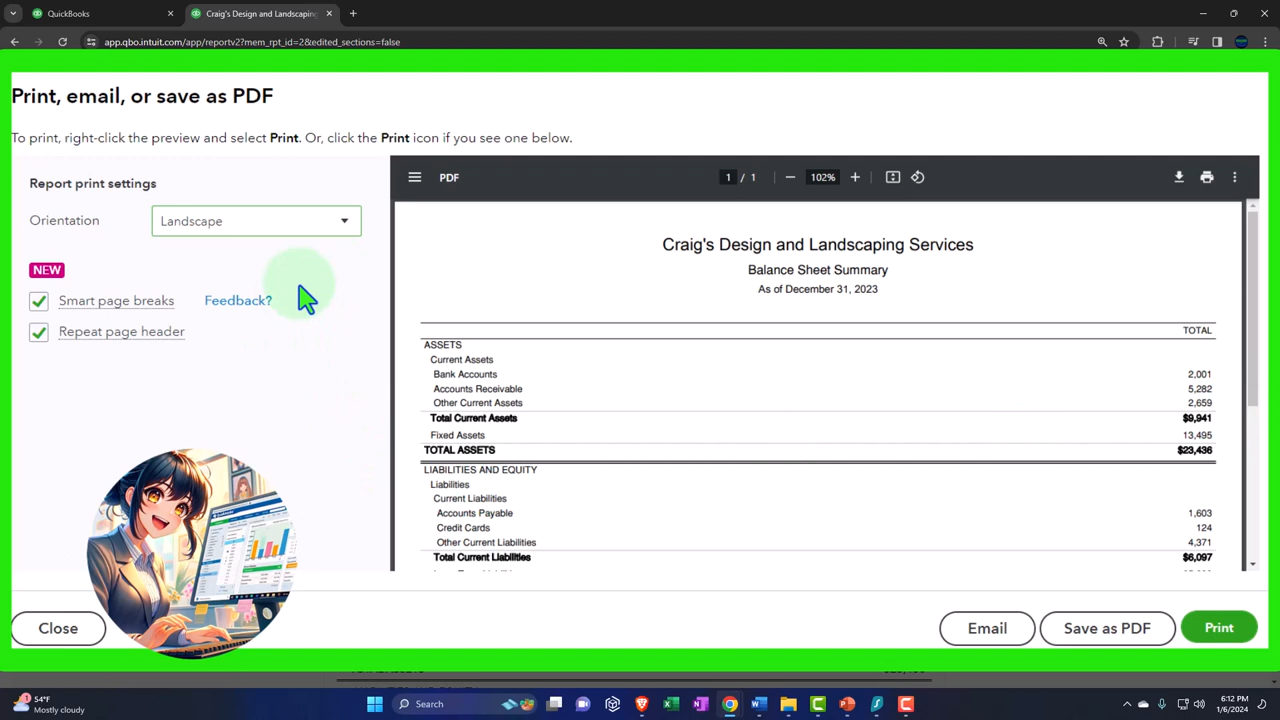 QuickBooks
Craig's Design and Landscaping
app.qbo.intuit.com/app/reportv2?mem_rpt_id=2&edited_sections=false
Print, email, or save as PDF
To print, right-click the preview and select Print. Or, click the Print icon if you see one below.
Report print settings
Orientation
Landscape
NEW
Smart page breaks
Feedback?
Repeat page header
PDF
1 / 1
102%
Craig's Design and Landscaping Services
Balance Sheet Summary
As of December 31, 2023
TOTAL
ASSETS
Current Assets
Bank Accounts 2,001
Accounts Receivable 5,282
Other Current Assets 2,659
Total Current Assets $9,941
Fixed Assets 13,495
TOTAL ASSETS $23,436
LIABILITIES AND EQUITY
Liabilities
Current Liabilities
Accounts Payable 1,603
Credit Cards 124
Other Current Liabilities 4,371
Total Current Liabilities $6,097
Close
Email
Save as PDF
Print
54°F
Mostly cloudy
Search
6:12 PM
1/6/2024